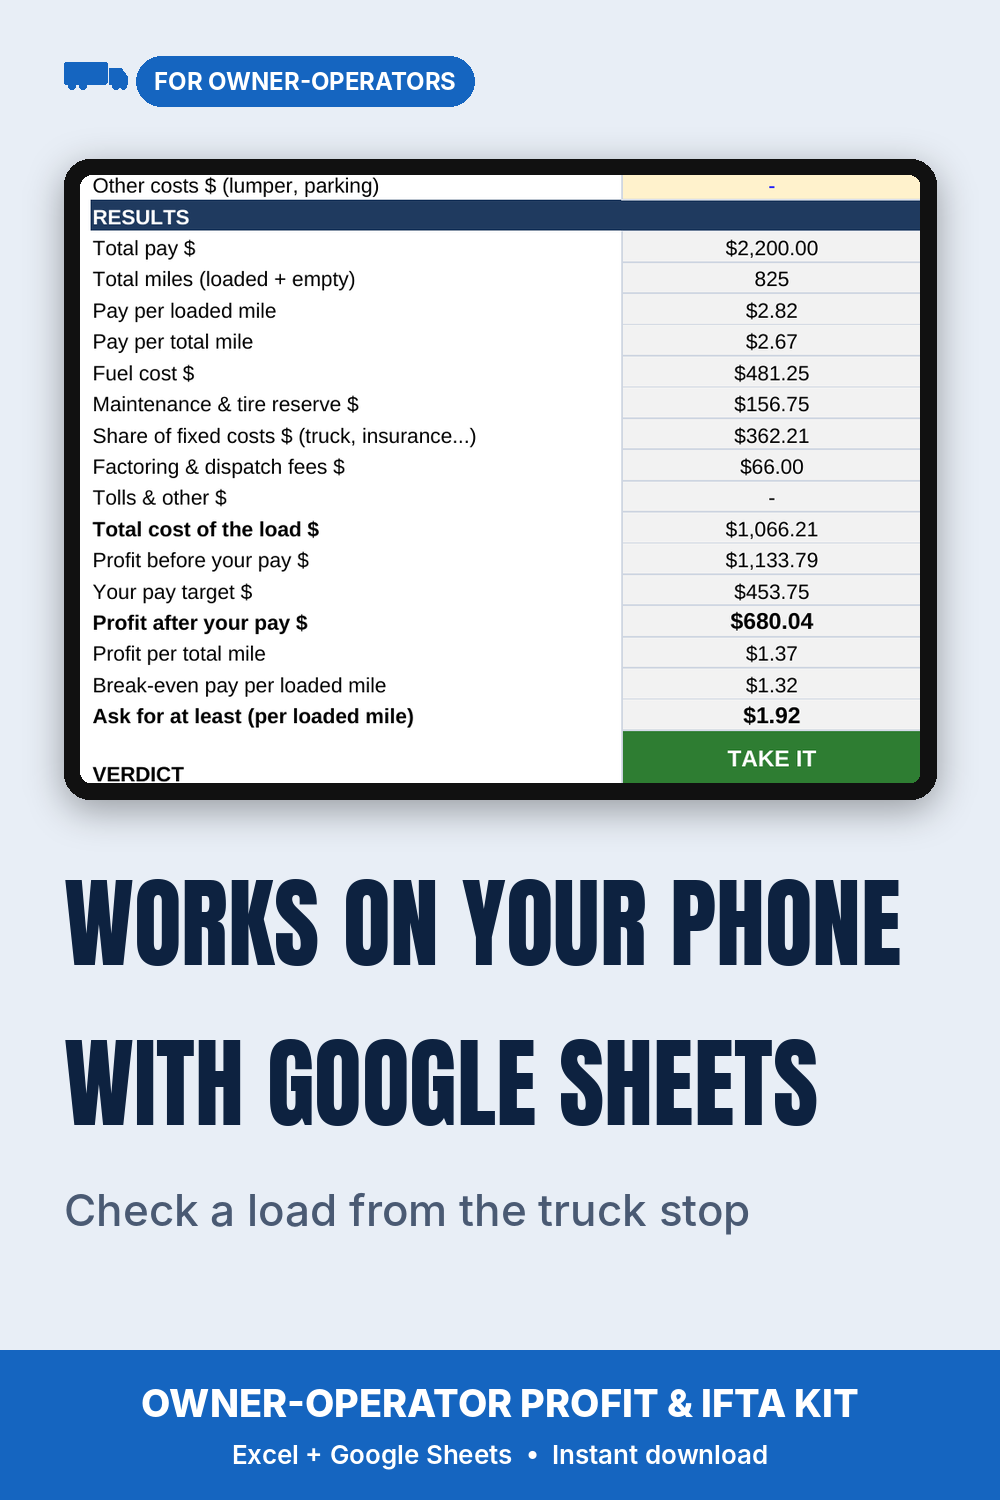 FOR OWNER-OPERATORS
Other costs $ (lumper, parking) -
RESULTS
Total pay $ $2,200.00
Total miles (loaded + empty) 825
Pay per loaded mile $2.82
Pay per total mile $2.67
Fuel cost $ $481.25
Maintenance & tire reserve $ $156.75
Share of fixed costs $ (truck, insurance...) $362.21
Factoring & dispatch fees $ $66.00
Tolls & other $ -
Total cost of the load $ $1,066.21
Profit before your pay $ $1,133.79
Your pay target $ $453.75
Profit after your pay $ $680.04
Profit per total mile $1.37
Break-even pay per loaded mile $1.32
Ask for at least (per loaded mile) $1.92
VERDICT TAKE IT
WORKS ON YOUR PHONE
WITH GOOGLE SHEETS
Check a load from the truck stop
OWNER-OPERATOR PROFIT & IFTA KIT
Excel + Google Sheets • Instant download